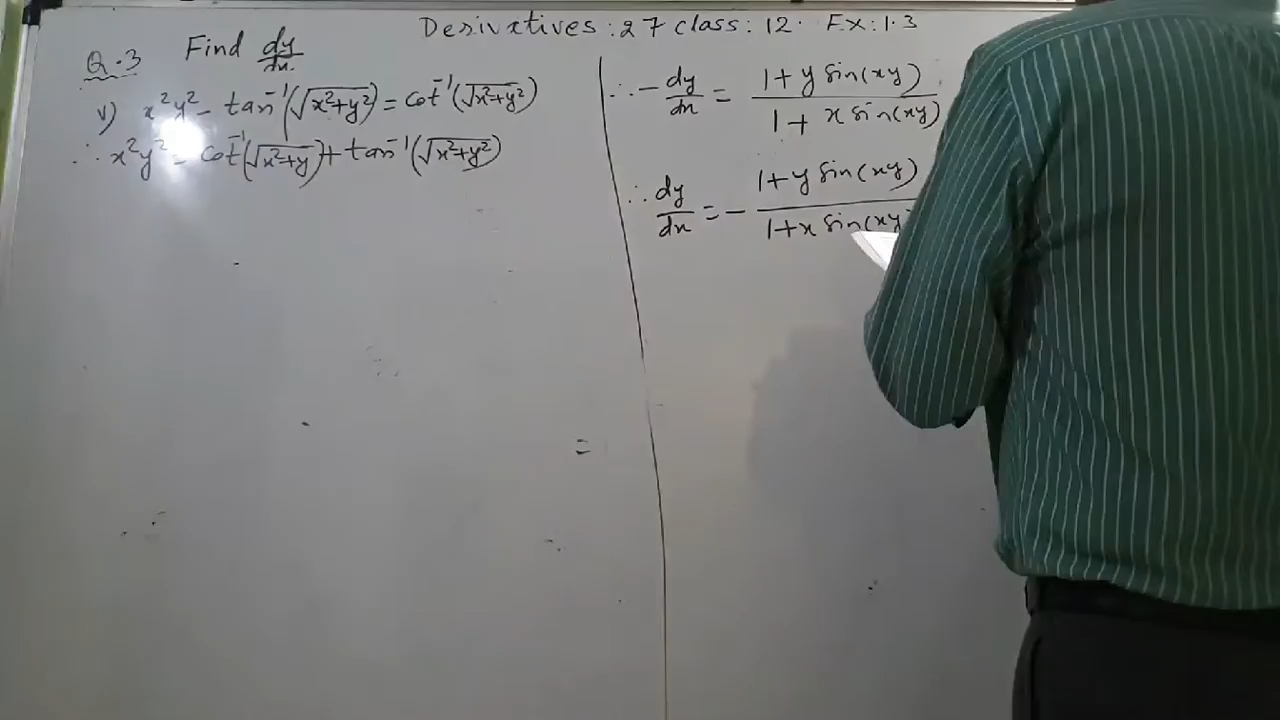 Derivatives : 27 class : 12. EX : 1.3
Q.3 Find dy/dx.
v) x²y² - tan⁻¹(√x²+y²) = cot⁻¹(√x²+y²)
∴ x²y² = cot⁻¹(√x²+y) + tan⁻¹(√x²+y²)
=
∴ - dy/dx = 1 + y sin(xy) / 1 + x sin(xy)
∴ dy/dx = - 1+y sin(xy) / 1+x sin(xy